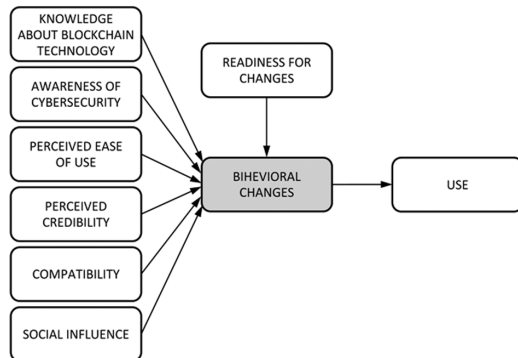 KNOWLEDGE
ABOUT BLOCKCHAIN
TECHNOLOGY
AWARENESS OF
CYBERSECURITY
PERCEIVED EASE
OF USE
PERCEIVED
CREDIBILITY
COMPATIBILITY
SOCIAL INFLUENCE
READINESS FOR
CHANGES
BIHEVIORAL
CHANGES
USE